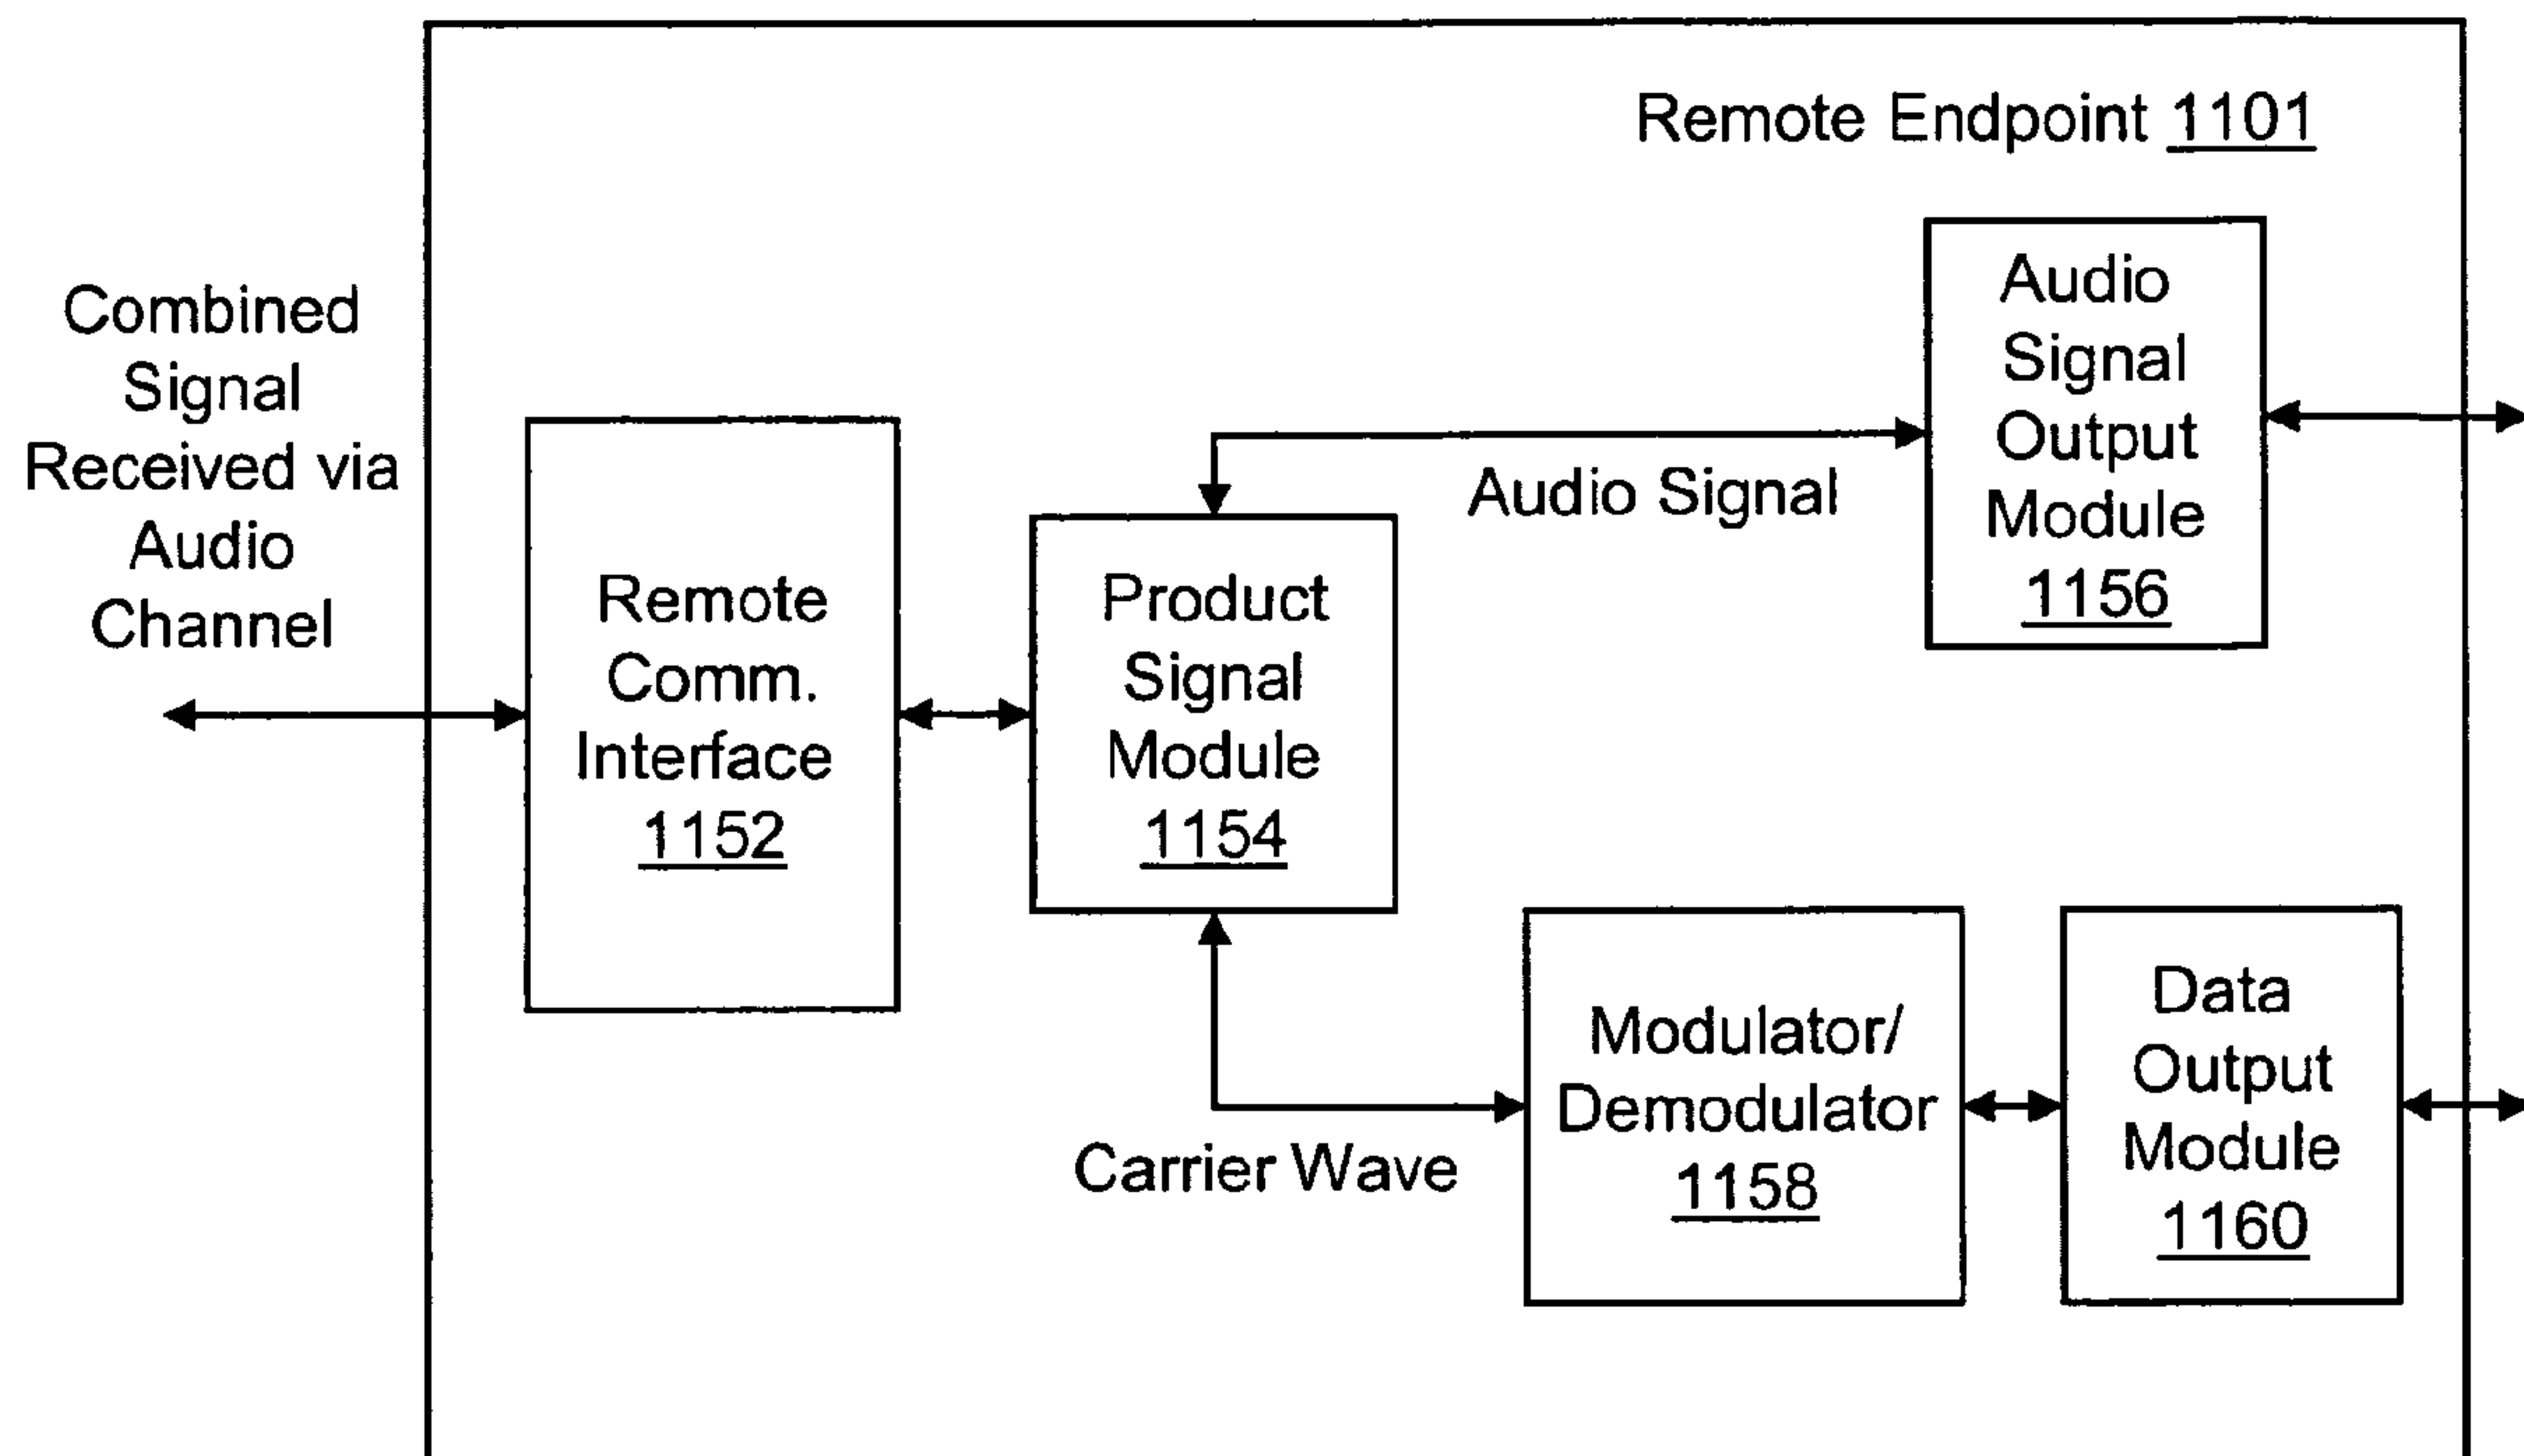 Remote Endpoint 1101
Combined
Signal
Received via
Audio
Channel
Remote
Comm.
Interface
1152
Product
Signal
Module
1154
Audio Signal
Audio
Signal
Output
Module
1156
Carrier Wave
Modulator/
Demodulator
1158
Data
Output
Module
1160